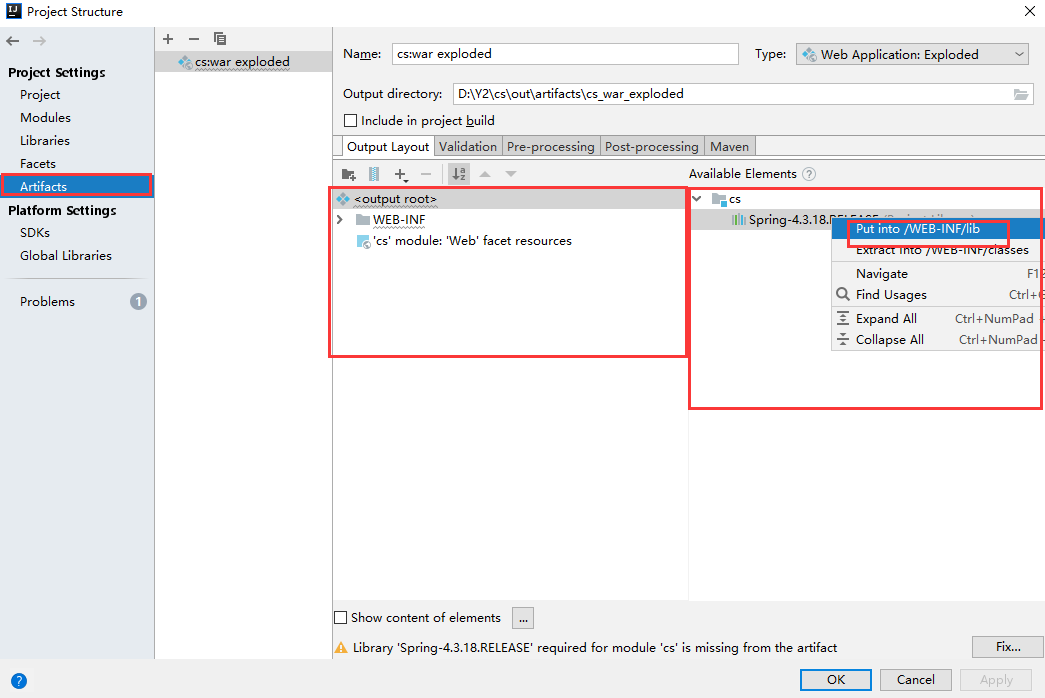 Project Structure
Project Settings
Project
Modules
Libraries
Facets
Artifacts
Platform Settings
SDKs
Global Libraries
Problems 1
cs:war exploded
Name: cs:war exploded Type: Web Application: Exploded
Output directory: D:\Y2\cs\out\artifacts\cs_war_exploded
Include in project build
Output Layout Validation Pre-processing Post-processing Maven
Available Elements
<output root>
WEB-INF
'cs' module: 'Web' facet resources
cs
Spring-4.3.18.RELEASE
Put into /WEB-INF/lib
Extract Into /WEB-INF/classes
Navigate F12
Find Usages Ctrl+
Expand All Ctrl+NumPad
Collapse All Ctrl+NumPad
Show content of elements ...
Library 'Spring-4.3.18.RELEASE' required for module 'cs' is missing from the artifact Fix...
OK Cancel Apply